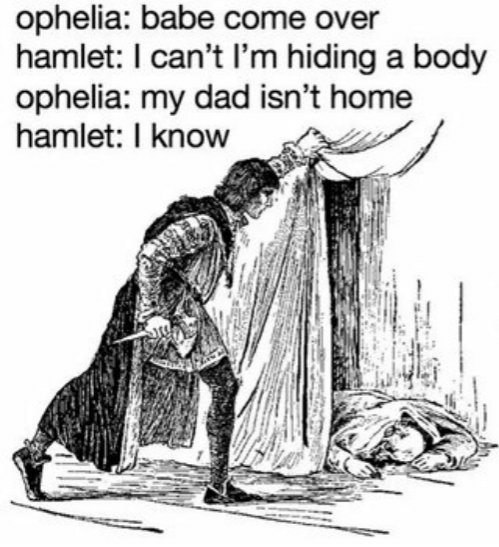 ophelia: babe come over
hamlet: I can't I'm hiding a body
ophelia: my dad isn't home
hamlet: I know